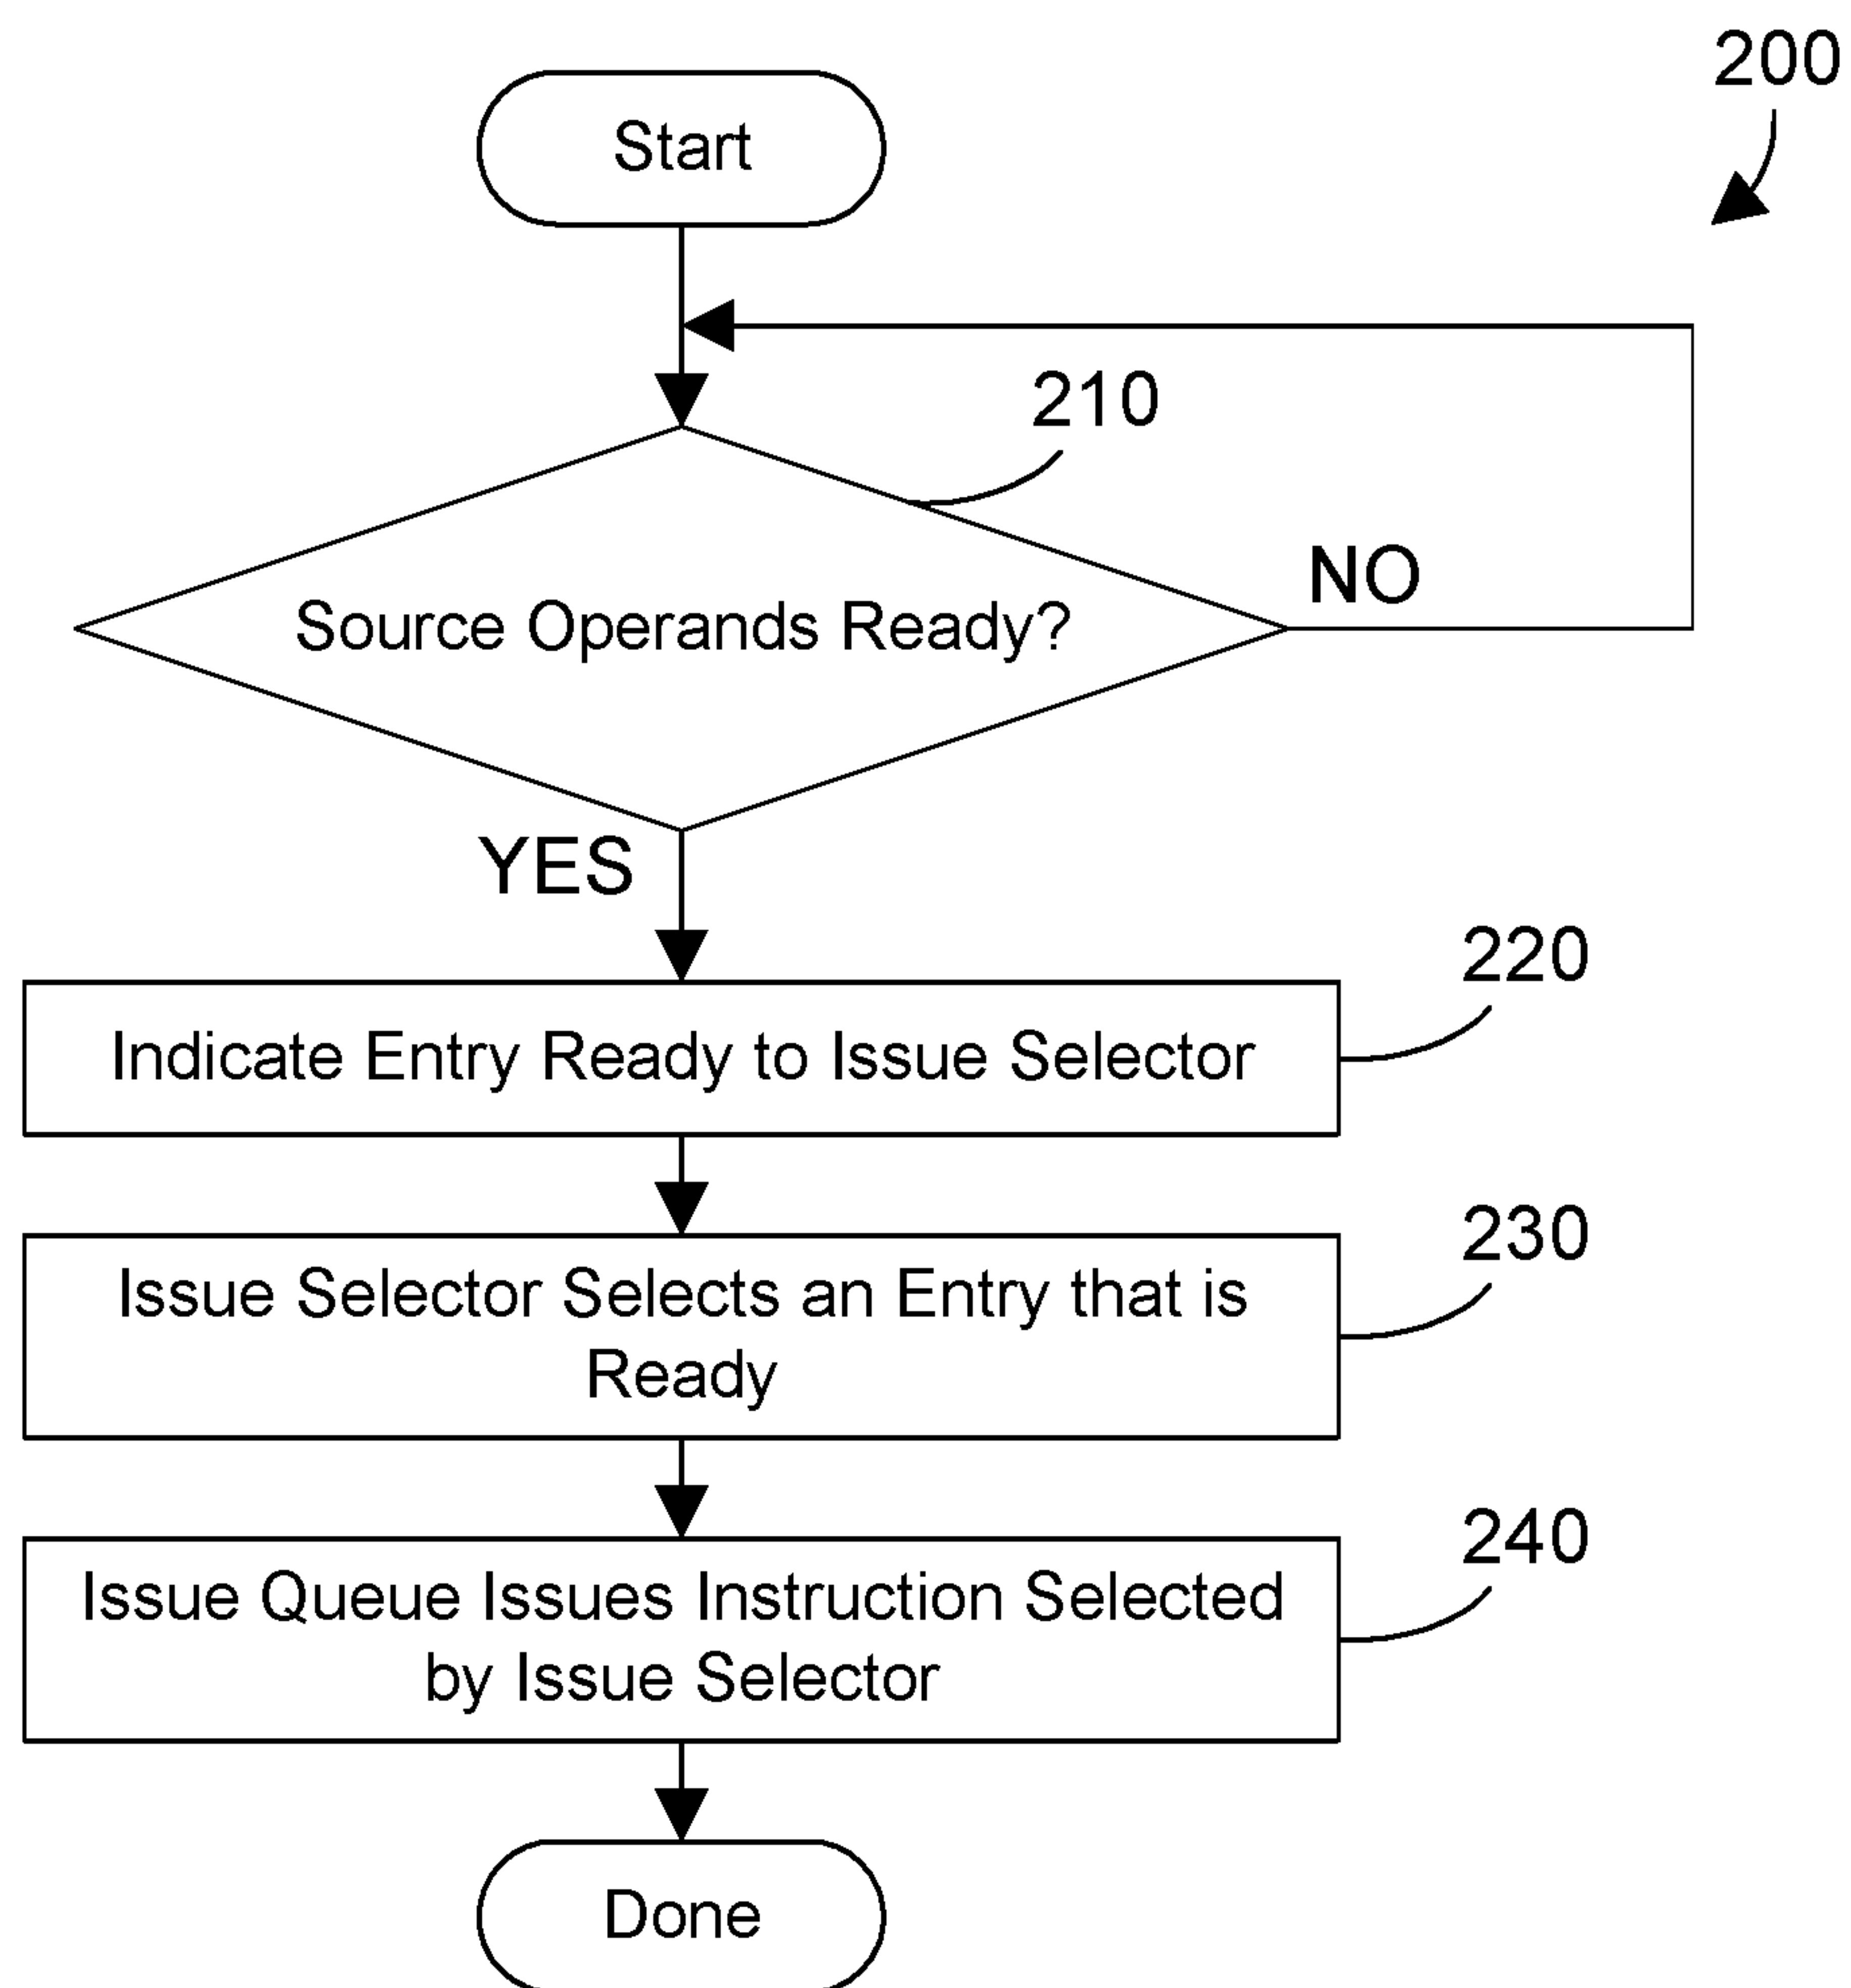 200
Start
210
Source Operands Ready?
NO
YES
220
Indicate Entry Ready to Issue Selector
230
Issue Selector Selects an Entry that is
Ready
240
Issue Queue Issues Instruction Selected
by Issue Selector
Done